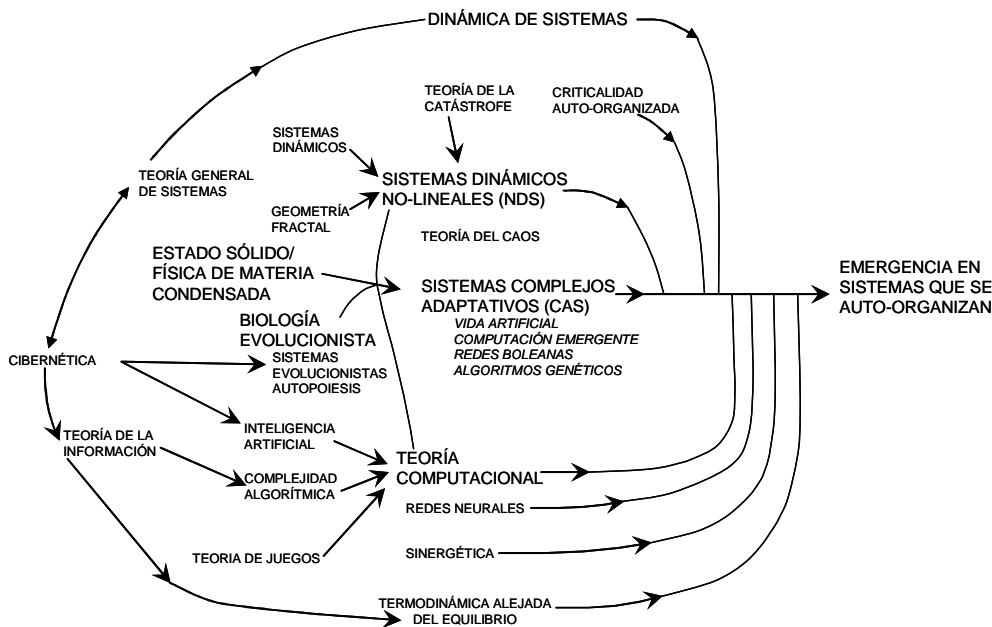 DINÁMICA DE SISTEMAS
TEORÍA DE LA
CATÁSTROFE
CRITICALIDAD
AUTO-ORGANIZADA
SISTEMAS
DINÁMICOS
TEORÍA GENERAL
DE SISTEMAS
SISTEMAS DINÁMICOS
NO-LINEALES (NDS)
GEOMETRÍA
FRACTAL
TEORÍA DEL CAOS
ESTADO SÓLIDO/
FÍSICA DE MATERIA
CONDENSADA
SISTEMAS COMPLEJOS
ADAPTATIVOS (CAS)
VIDA ARTIFICIAL
COMPUTACIÓN EMERGENTE
REDES BOLEANAS
ALGORITMOS GENÉTICOS
EMERGENCIA EN
SISTEMAS QUE SE
AUTO-ORGANIZAN
BIOLOGÍA
EVOLUCIONISTA
SISTEMAS
EVOLUCIONISTAS
AUTOPOIESIS
CIBERNÉTICA
INTELIGENCIA
ARTIFICIAL
TEORÍA DE LA
INFORMACIÓN
TEORÍA
COMPUTACIONAL
COMPLEJIDAD
ALGORÍTMICA
REDES NEURALES
TEORIA DE JUEGOS
SINERGÉTICA
TERMODINÁMICA ALEJADA
DEL EQUILIBRIO